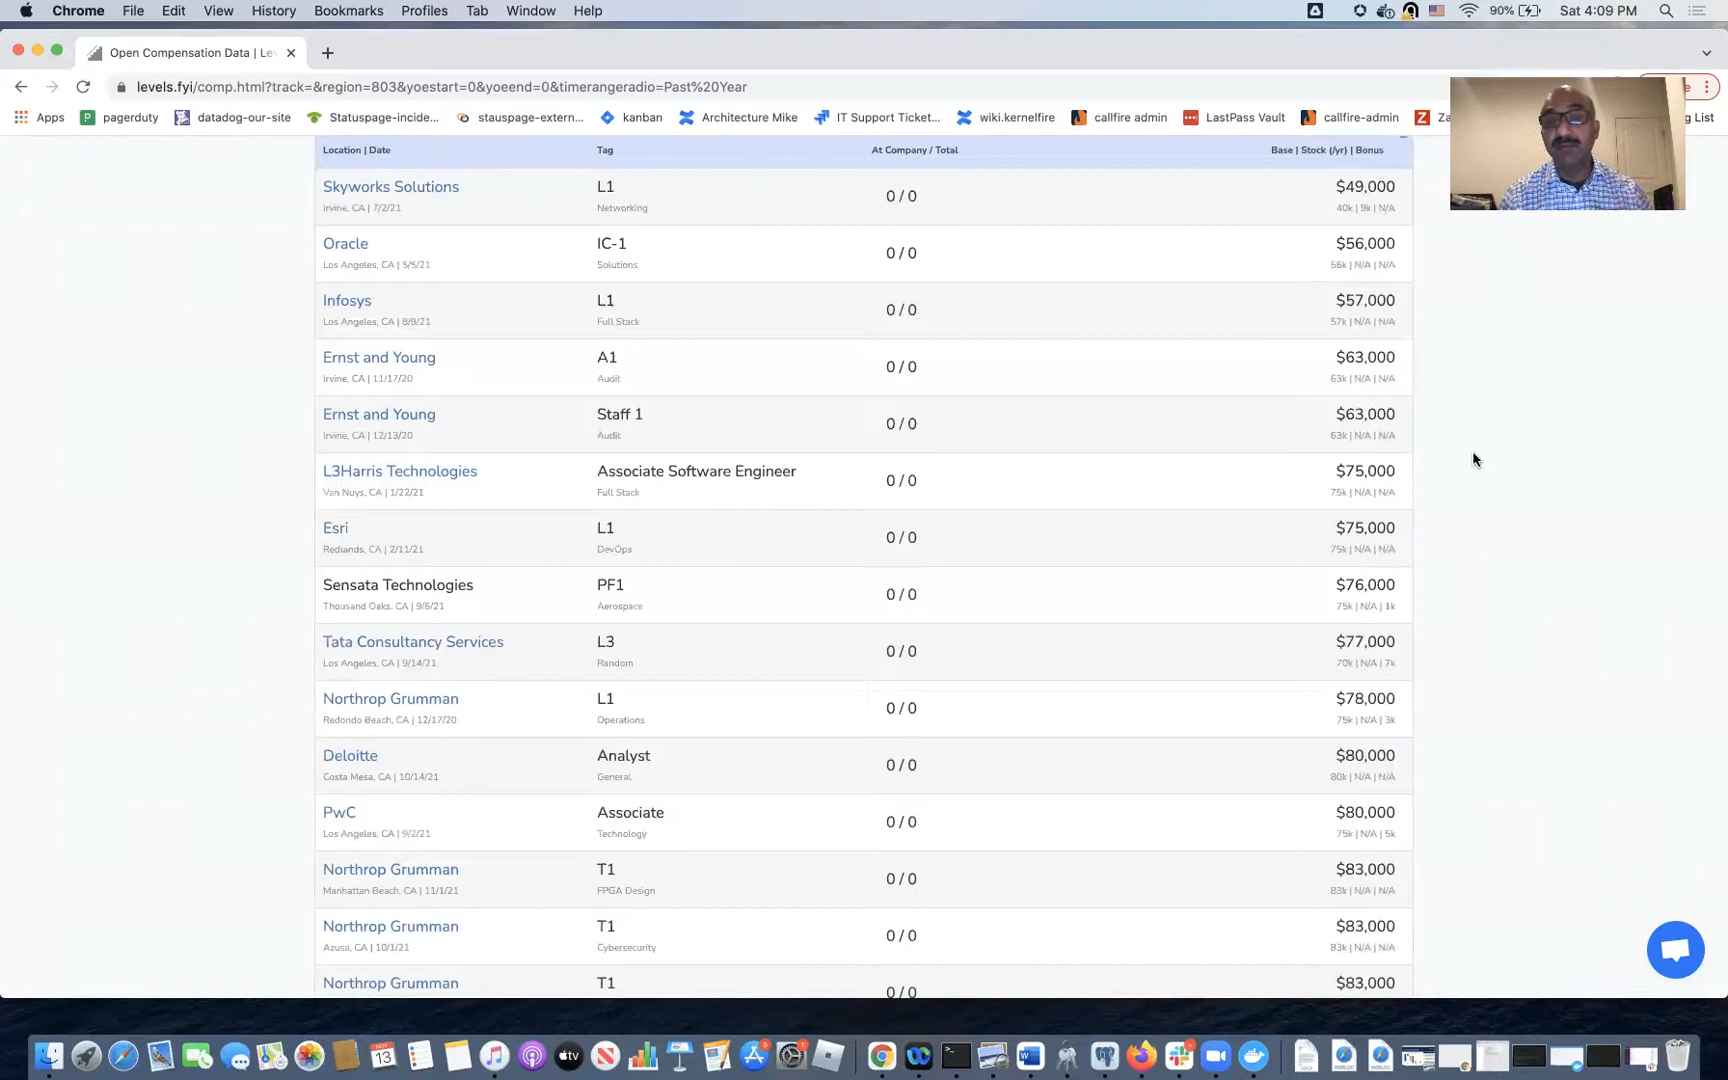 Chrome File Edit View History Bookmarks Profiles Tab Window Help 90% Sat 4:09 PM
Open Compensation Data | Lev
levels.fyi/comp.html?track=&region=803&yoestart=0&yoeend=0&timerangeradio=Past%20Year
Apps pagerduty datadog-our-site Statuspage-incide... stauspage-extern... kanban Architecture Mike IT Support Ticket... wiki.kernelfire callfire admin LastPass Vault callfire-admin
Location | Date Tag At Company / Total Base | Stock (/yr) | Bonus
Skyworks Solutions L1 0 / 0 $49,000
Irvine, CA | 7/2/21 Networking 40k | 9k | N/A
Oracle IC-1 0 / 0 $56,000
Los Angeles, CA | 5/5/21 Solutions 56k | N/A | N/A
Infosys L1 0 / 0 $57,000
Los Angeles, CA | 8/9/21 Full Stack 57k | N/A | N/A
Ernst and Young A1 0 / 0 $63,000
Irvine, CA | 11/17/20 Audit 63k | N/A | N/A
Ernst and Young Staff 1 0 / 0 $63,000
Irvine, CA | 12/13/20 Audit 63k | N/A | N/A
L3Harris Technologies Associate Software Engineer 0 / 0 $75,000
Van Nuys, CA | 1/22/21 Full Stack 75k | N/A | N/A
Esri L1 0 / 0 $75,000
Redlands, CA | 2/11/21 DevOps 75k | N/A | N/A
Sensata Technologies PF1 0 / 0 $76,000
Thousand Oaks, CA | 9/6/21 Aerospace 75k | N/A | 1k
Tata Consultancy Services L3 0 / 0 $77,000
Los Angeles, CA | 9/14/21 Random 70k | N/A | 7k
Northrop Grumman L1 0 / 0 $78,000
Redondo Beach, CA | 12/17/20 Operations 75k | N/A | 3k
Deloitte Analyst 0 / 0 $80,000
Costa Mesa, CA | 10/14/21 General 80k | N/A | N/A
PwC Associate 0 / 0 $80,000
Los Angeles, CA | 9/2/21 Technology 75k | N/A | 5k
Northrop Grumman T1 0 / 0 $83,000
Manhattan Beach, CA | 11/1/21 FPGA Design 83k | N/A | N/A
Northrop Grumman T1 0 / 0 $83,000
Azusa, CA | 10/1/21 Cybersecurity 83k | N/A | N/A
Northrop Grumman T1 0 / 0 $83,000
NOV
13